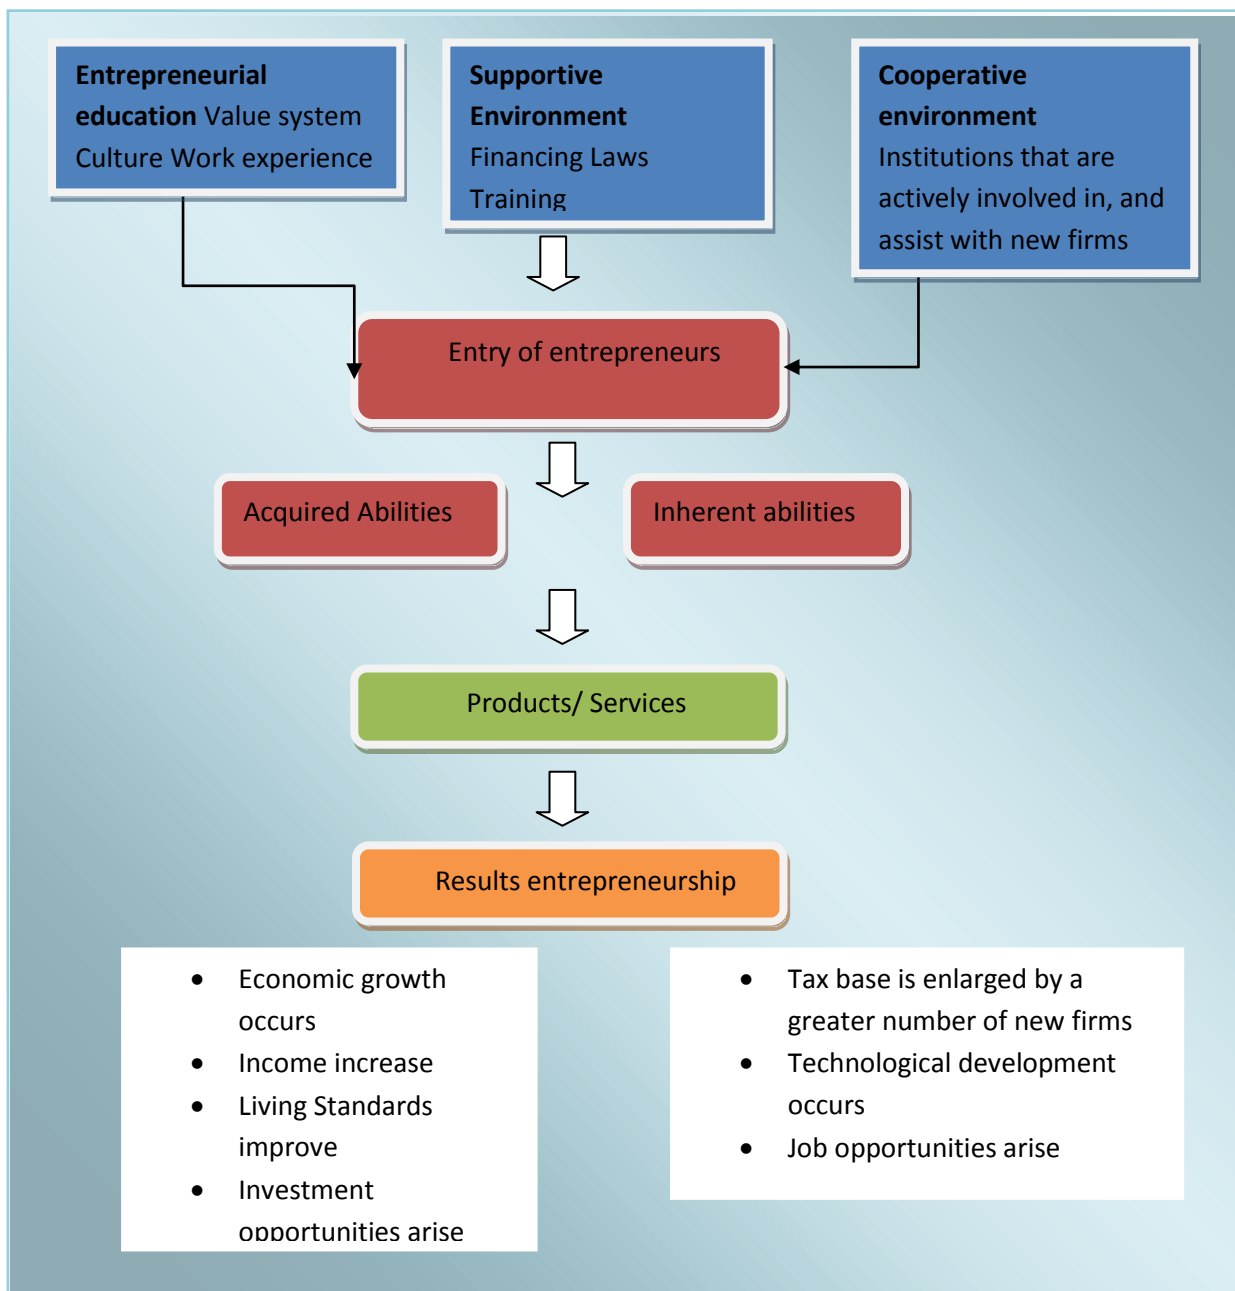 Entrepreneurial
education Value system
Culture Work experience
Supportive
Environment
Financing Laws
Training
Cooperative
environment
Institutions that are
actively involved in, and
assist with new firms
Entry of entrepreneurs
Acquired Abilities
Inherent abilities
Products/ Services
Results entrepreneurship
• Economic growth
occurs
• Income increase
• Living Standards
improve
• Investment
opportunities arise
• Tax base is enlarged by a
greater number of new firms
• Technological development
occurs
• Job opportunities arise